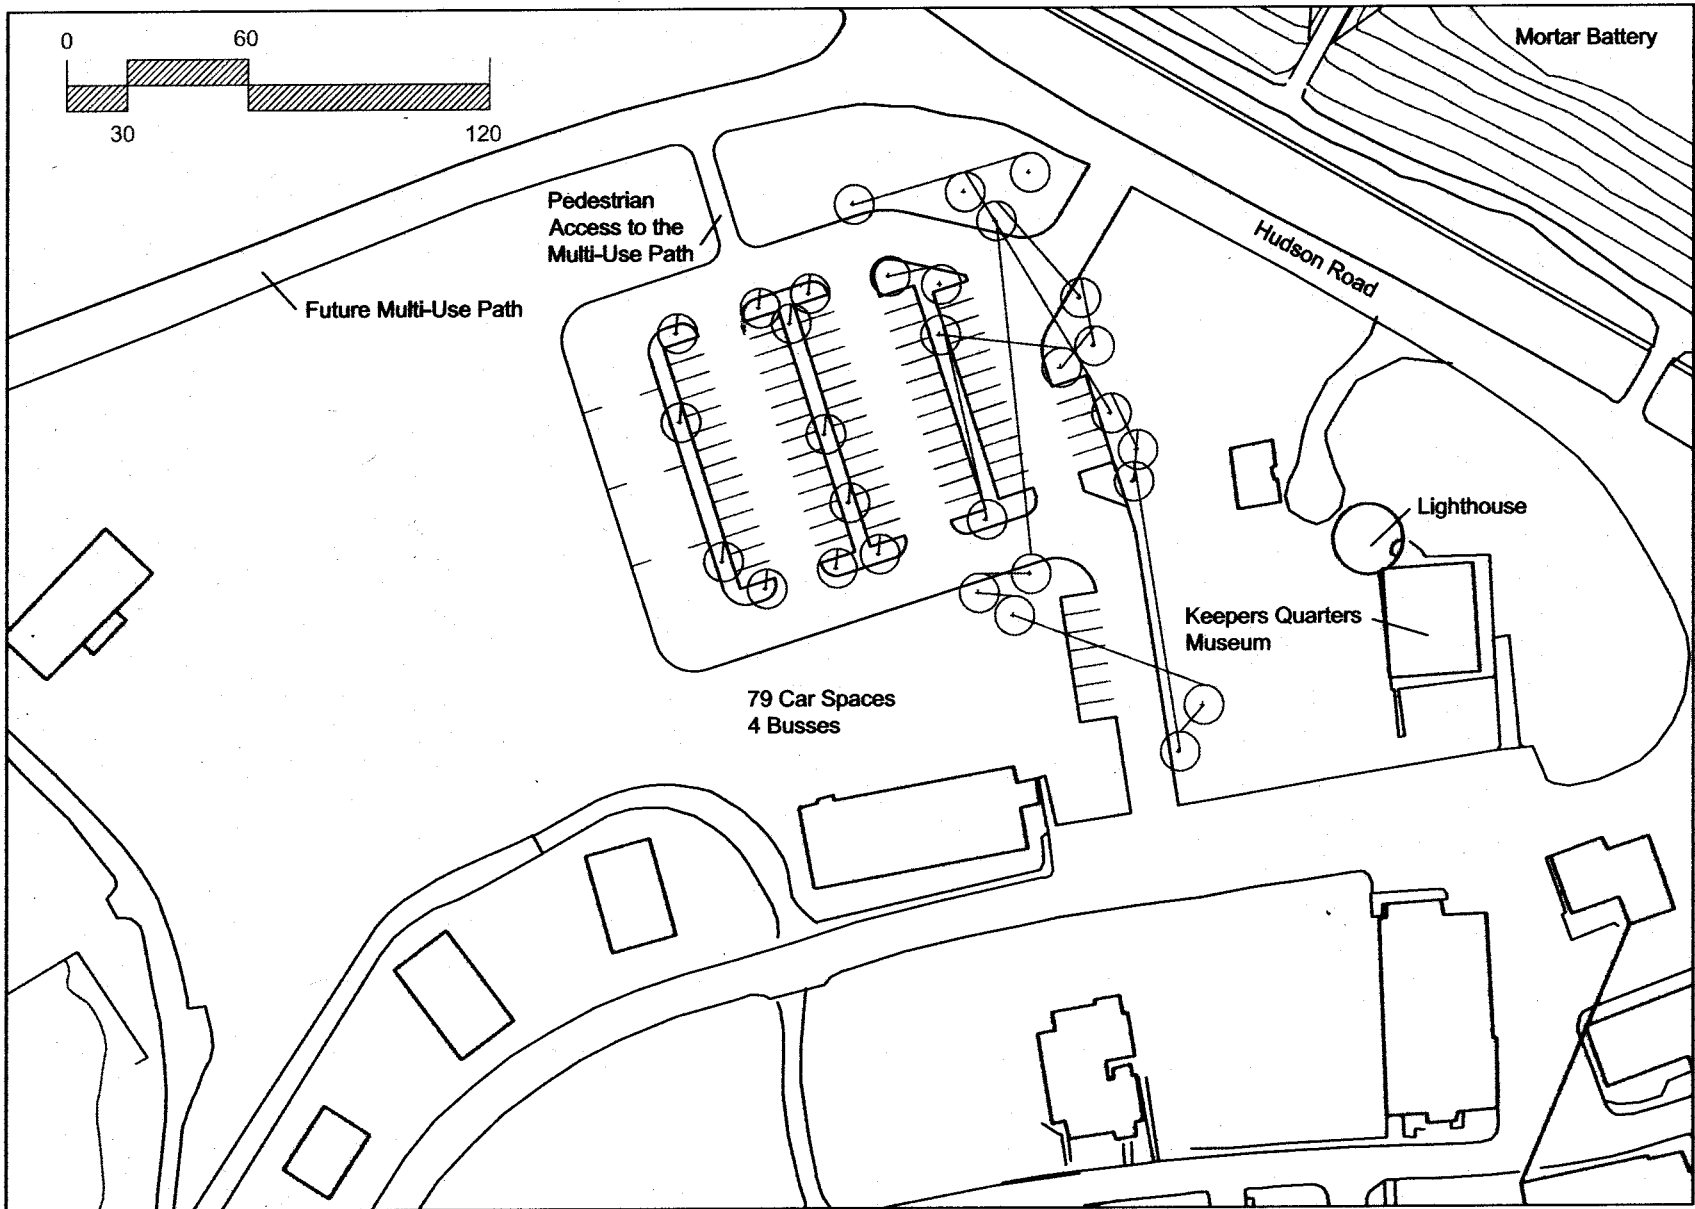 0 60
30 120
Mortar Battery
Pedestrian
Access to the
Multi-Use Path
Hudson Road
Future Multi-Use Path
Lighthouse
Keepers Quarters
Museum
79 Car Spaces
4 Busses